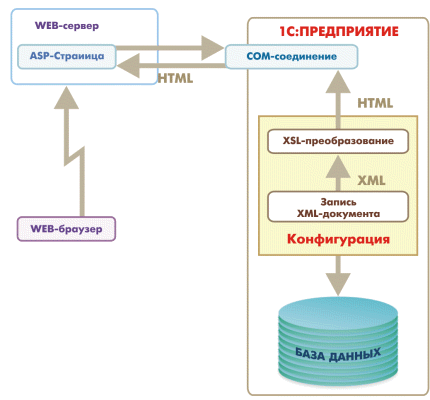 WEB-сервер
ASP-Страница
HTML
WEB-браузер
1С:ПРЕДПРИЯТИЕ
COM-соединение
HTML
XSL-преобразование
XML
Запись
XML-документа
Конфигурация
БАЗА ДАННЫХ